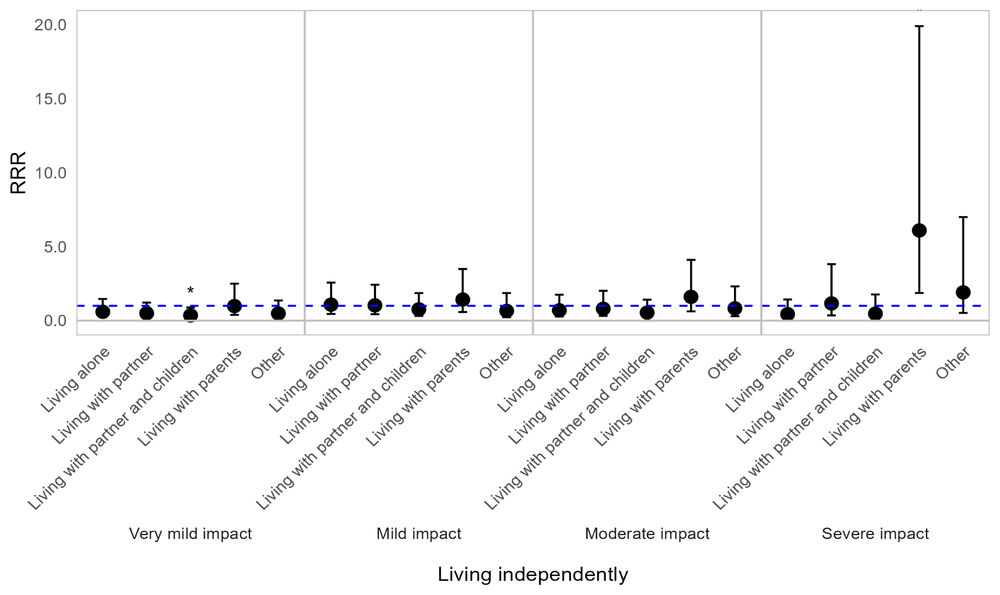 20.0
15.0
10.0
5.0
0.0
RRR
*
Living alone
Living with partner
Living with partner and children
Living with parents
Other
Living alone
Living with partner
Living with partner and children
Living with parents
Other
Living alone
Living with partner
Living with partner and children
Living with parents
Other
Living alone
Living with partner
Living with partner and children
Living with parents
Other
Very mild impact
Mild impact
Moderate impact
Severe impact
Living independently